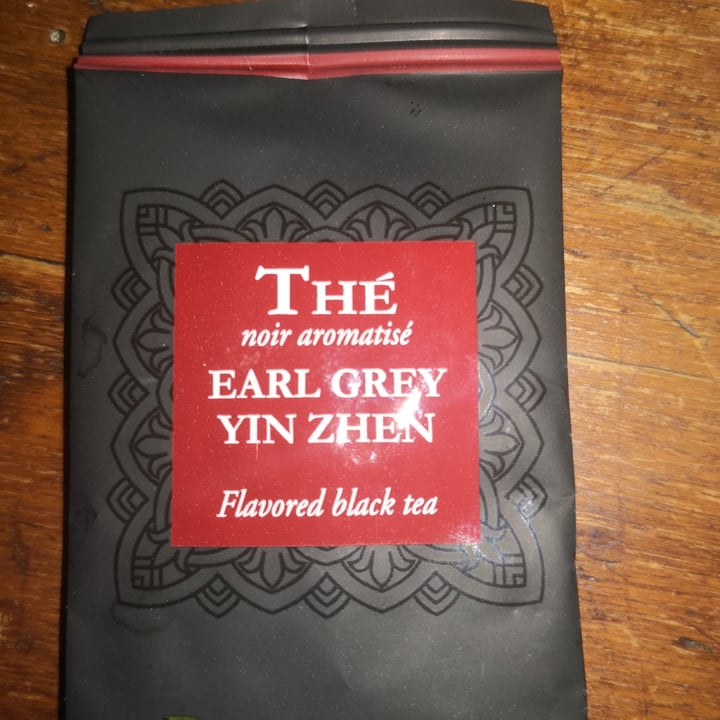 THÉ
noir aromatisé
EARL GREY
YIN ZHEN
Flavored black tea